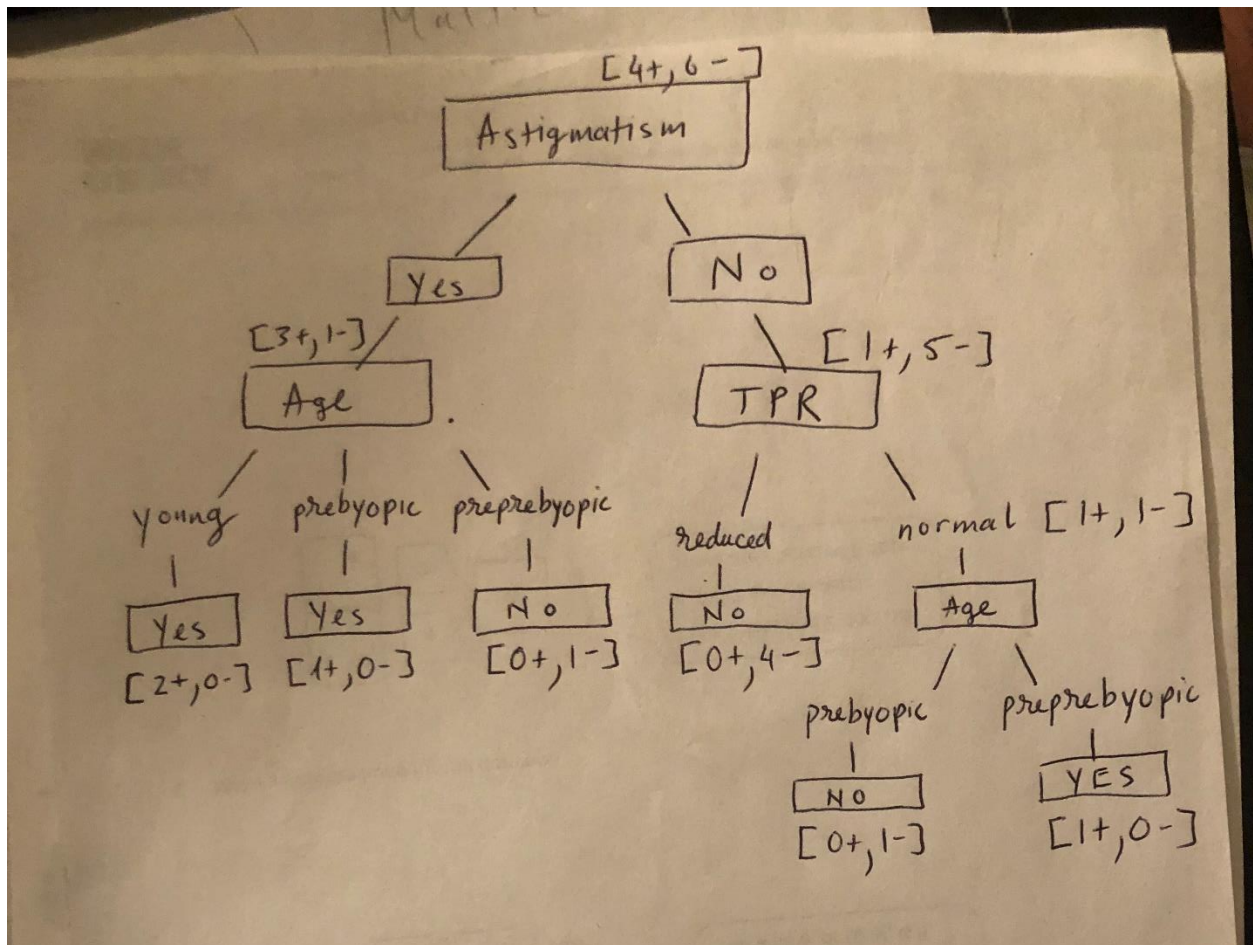 [4+, 6-]
Astigmatism
Yes
No
[3+, 1-]
[1+, 5-]
Age
TPR
young
prebyopic
preprebyopic
reduced
normal [1+, 1-]
Yes
Yes
No
No
Age
[2+, 0-]
[1+, 0-]
[0+, 1-]
[0+, 4-]
prebyopic
preprebyopic
NO
YES
[0+, 1-]
[1+, 0-]